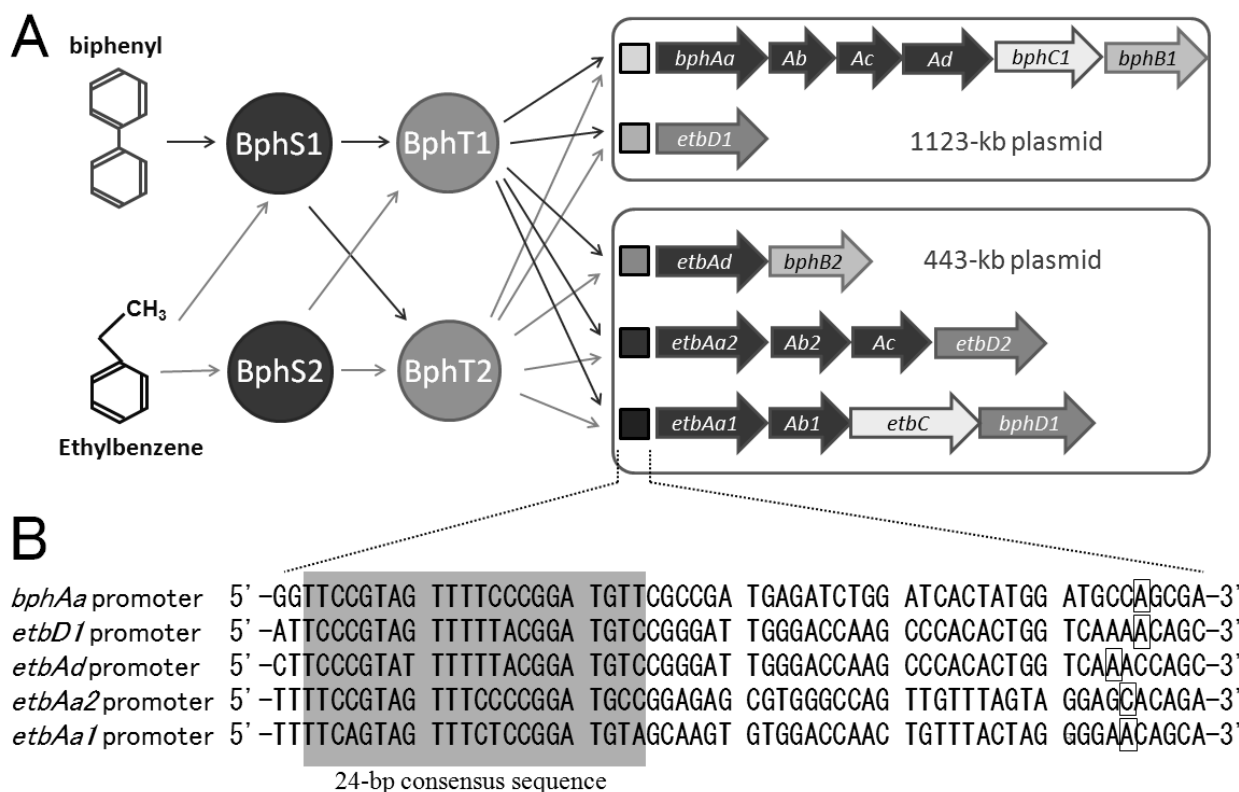 A
biphenyl
BphS1
BphT1
bphAa Ab Ac Ad bphC1 bphB1
etbD1
1123-kb plasmid
CH3
Ethylbenzene
BphS2
BphT2
etbAd bphB2
443-kb plasmid
etbAa2 Ab2 Ac etbD2
etbAa1 Ab1 etbC bphD1
B
bphAa promoter 5'-GGTTCCGTAG TTTTCCCGGA TGTTCGCCGA TGAGATCTGG ATCACTATGG ATGCCAGCGA-3'
etbD1 promoter 5'-ATTCCCGTAG TTTTTACGGA TGTCCGGGAT TGGGACCAAG CCCACACTGG TCAAAACAGC-3'
etbAd promoter 5'-CTTCCCGTAT TTTTTACGGA TGTCCGGGAT TGGGACCAAG CCCACACTGG TCAAACCAGC-3'
etbAa2 promoter 5'-TTTTCCGTAG TTTCCCCGGA TGCCGGAGAG CGTGGGCCAG TTGTTTAGTA GGAGCACAGA-3'
etbAa1 promoter 5'-TTTTCAGTAG TTTCTCCGGA TGTAGCAAGT GTGGACCAAC TGTTTACTAG GGGAACAGCA-3'
24-bp consensus sequence